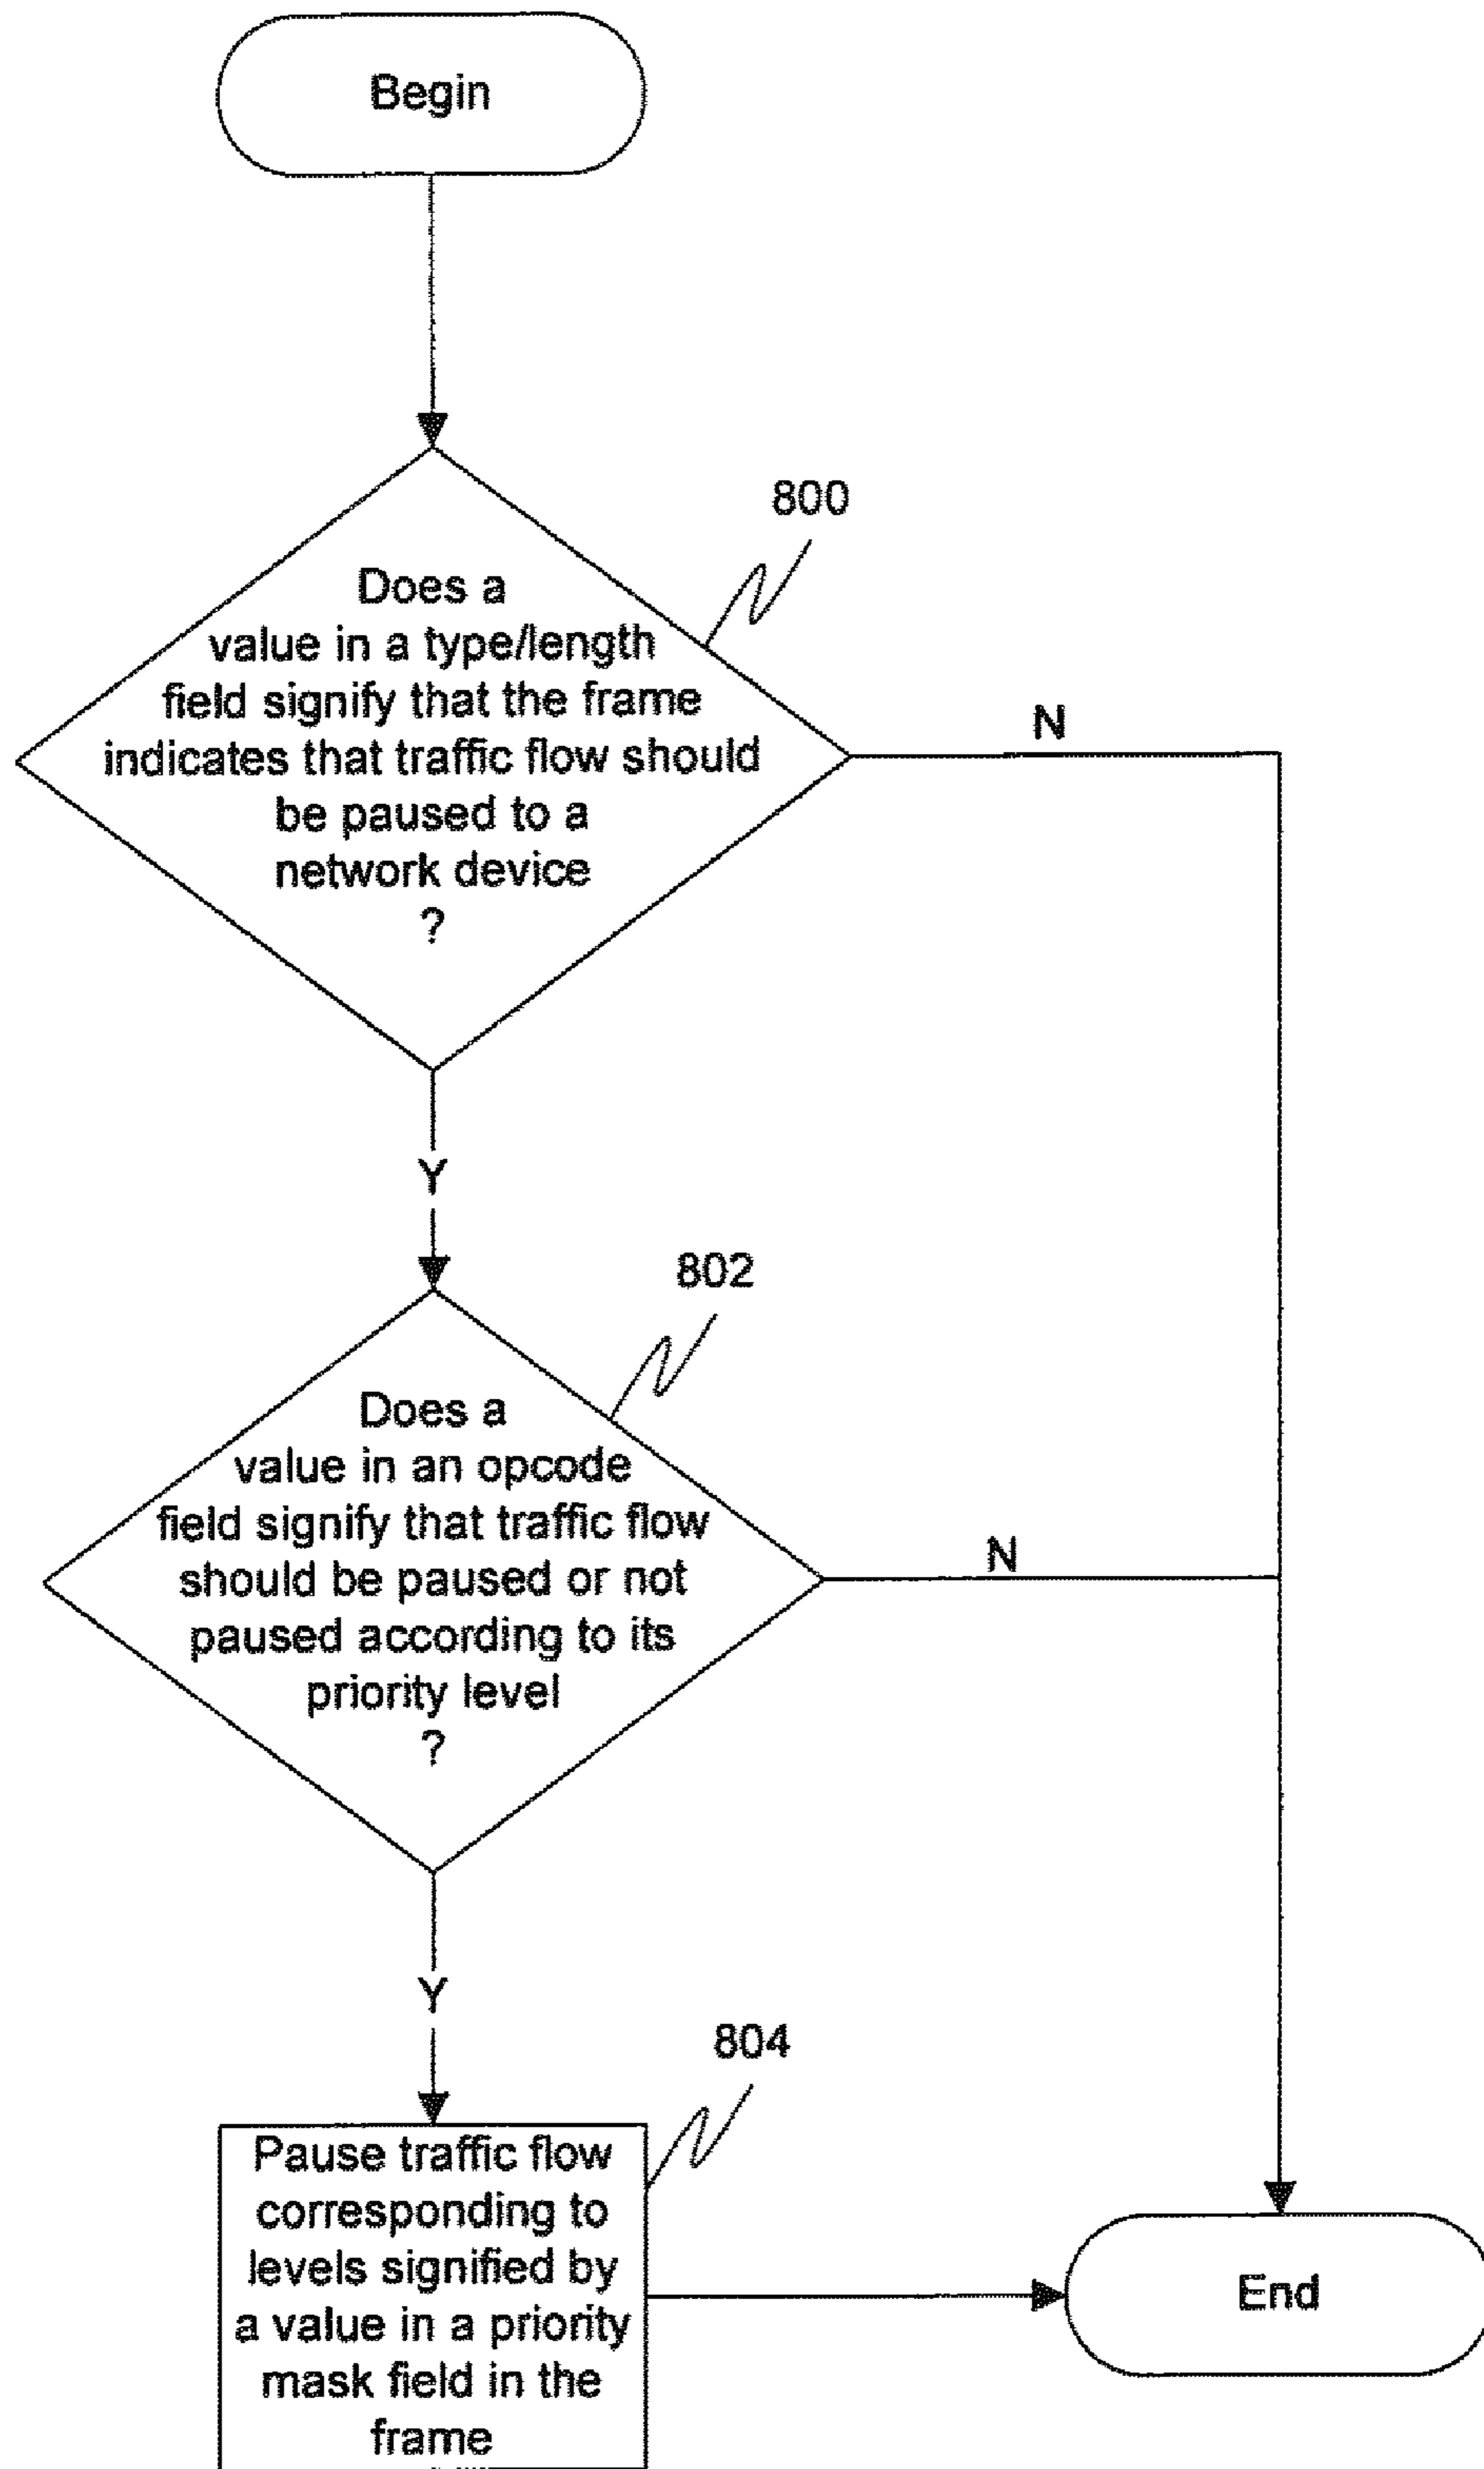 Begin
800
Does a
value in a type/length
field signify that the frame
indicates that traffic flow should
be paused to a
network device
?
N
Y
802
Does a
value in an opcode
field signify that traffic flow
should be paused or not
paused according to its
priority level
?
N
Y
804
Pause traffic flow
corresponding to
levels signified by
a value in a priority
mask field in the
frame
End